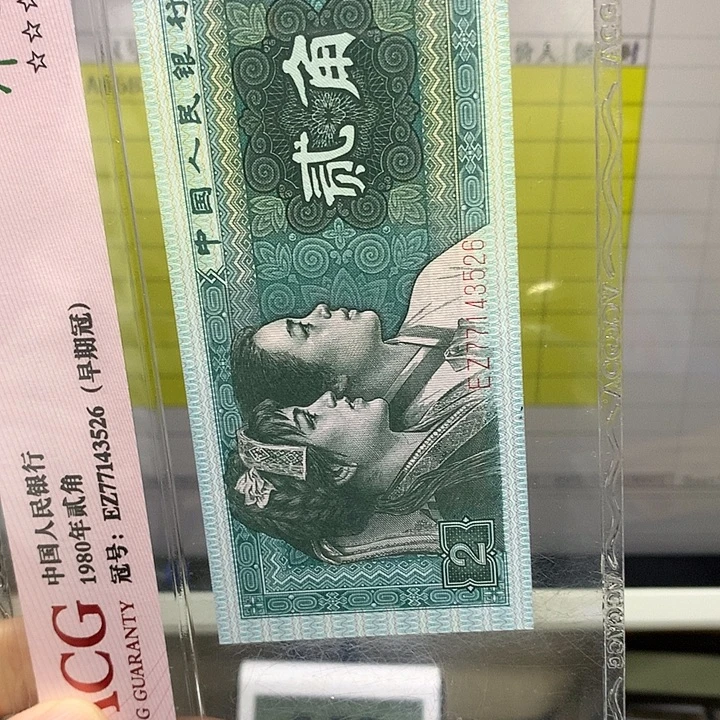 中国人民银行
1980年贰角
冠号：EZ77143526（早期冠）
ACG
G GUARANTY
中国人民银行
贰角
EZ77143526
2